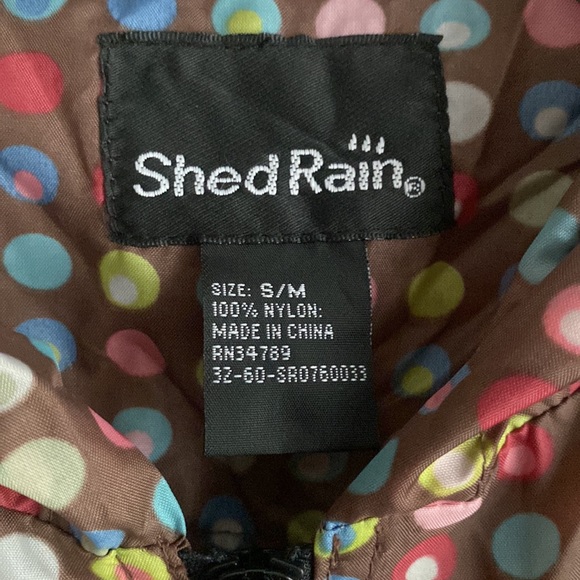 ShedRain®
SIZE: S/M
100% NYLON:
MADE IN CHINA
RN34789
32-60-SR0760033